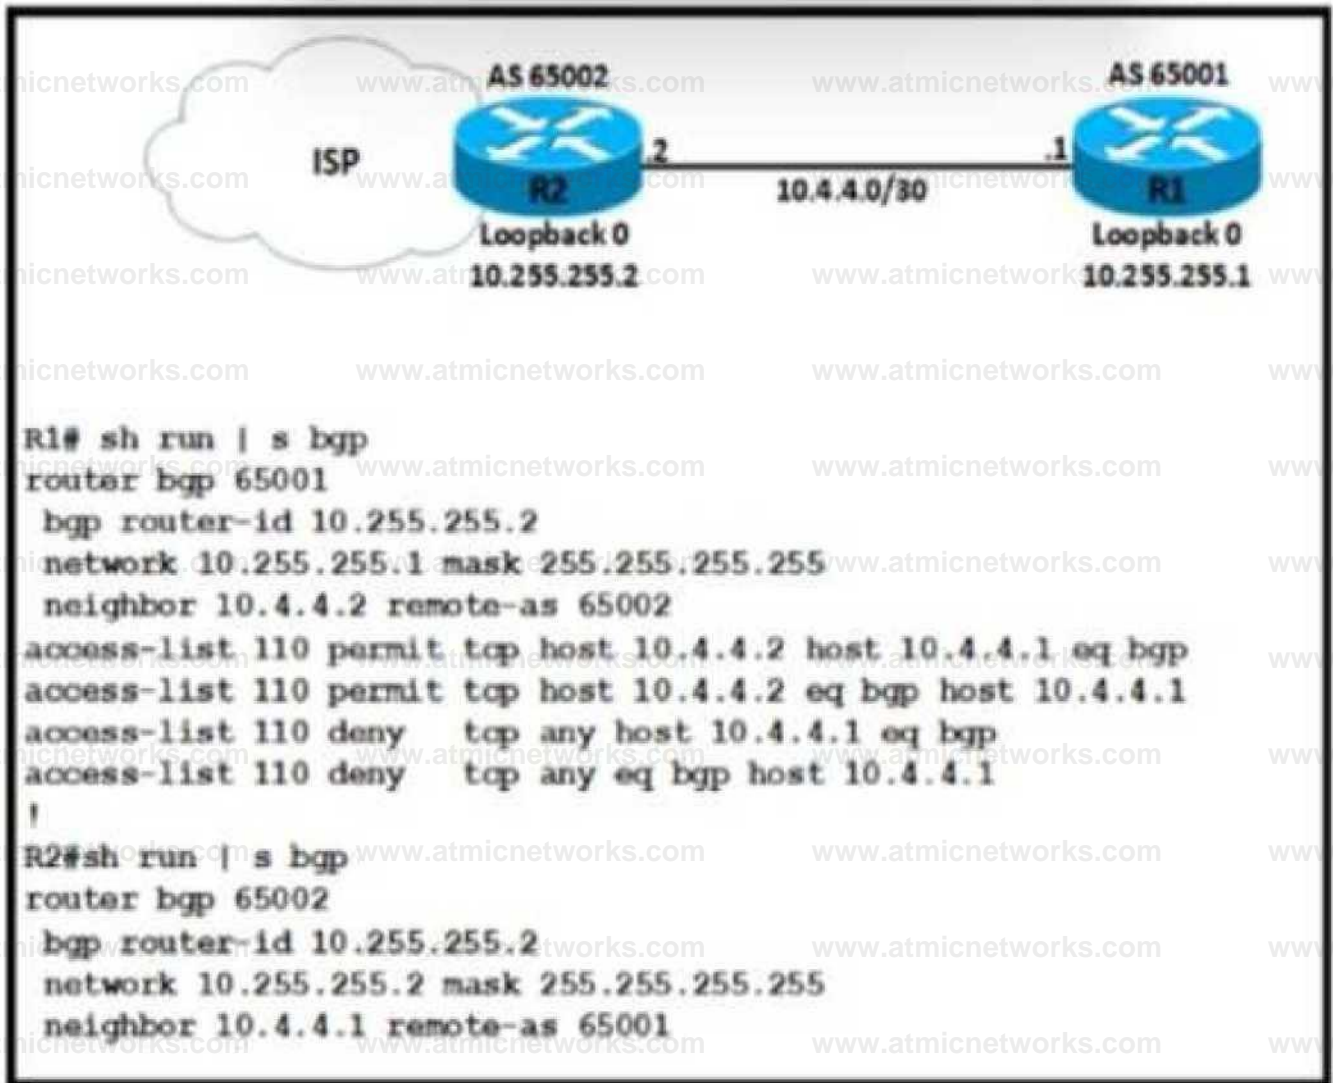 AS 65002
AS 65001
ISP
.2
.1
10.4.4.0/30
R2
R1
Loopback 0
Loopback 0
10.255.255.2
10.255.255.1
R1# sh run | s bgp
router bgp 65001
bgp router-id 10.255.255.2
network 10.255.255.1 mask 255.255.255.255
neighbor 10.4.4.2 remote-as 65002
access-list 110 permit tcp host 10.4.4.2 host 10.4.4.1 eq bgp
access-list 110 permit tcp host 10.4.4.2 eq bgp host 10.4.4.1
access-list 110 deny tcp any host 10.4.4.1 eq bgp
access-list 110 deny tcp any eq bgp host 10.4.4.1
!
R2#sh run | s bgp
router bgp 65002
bgp router-id 10.255.255.2
network 10.255.255.2 mask 255.255.255.255
neighbor 10.4.4.1 remote-as 65001
www.atmicnetworks.com